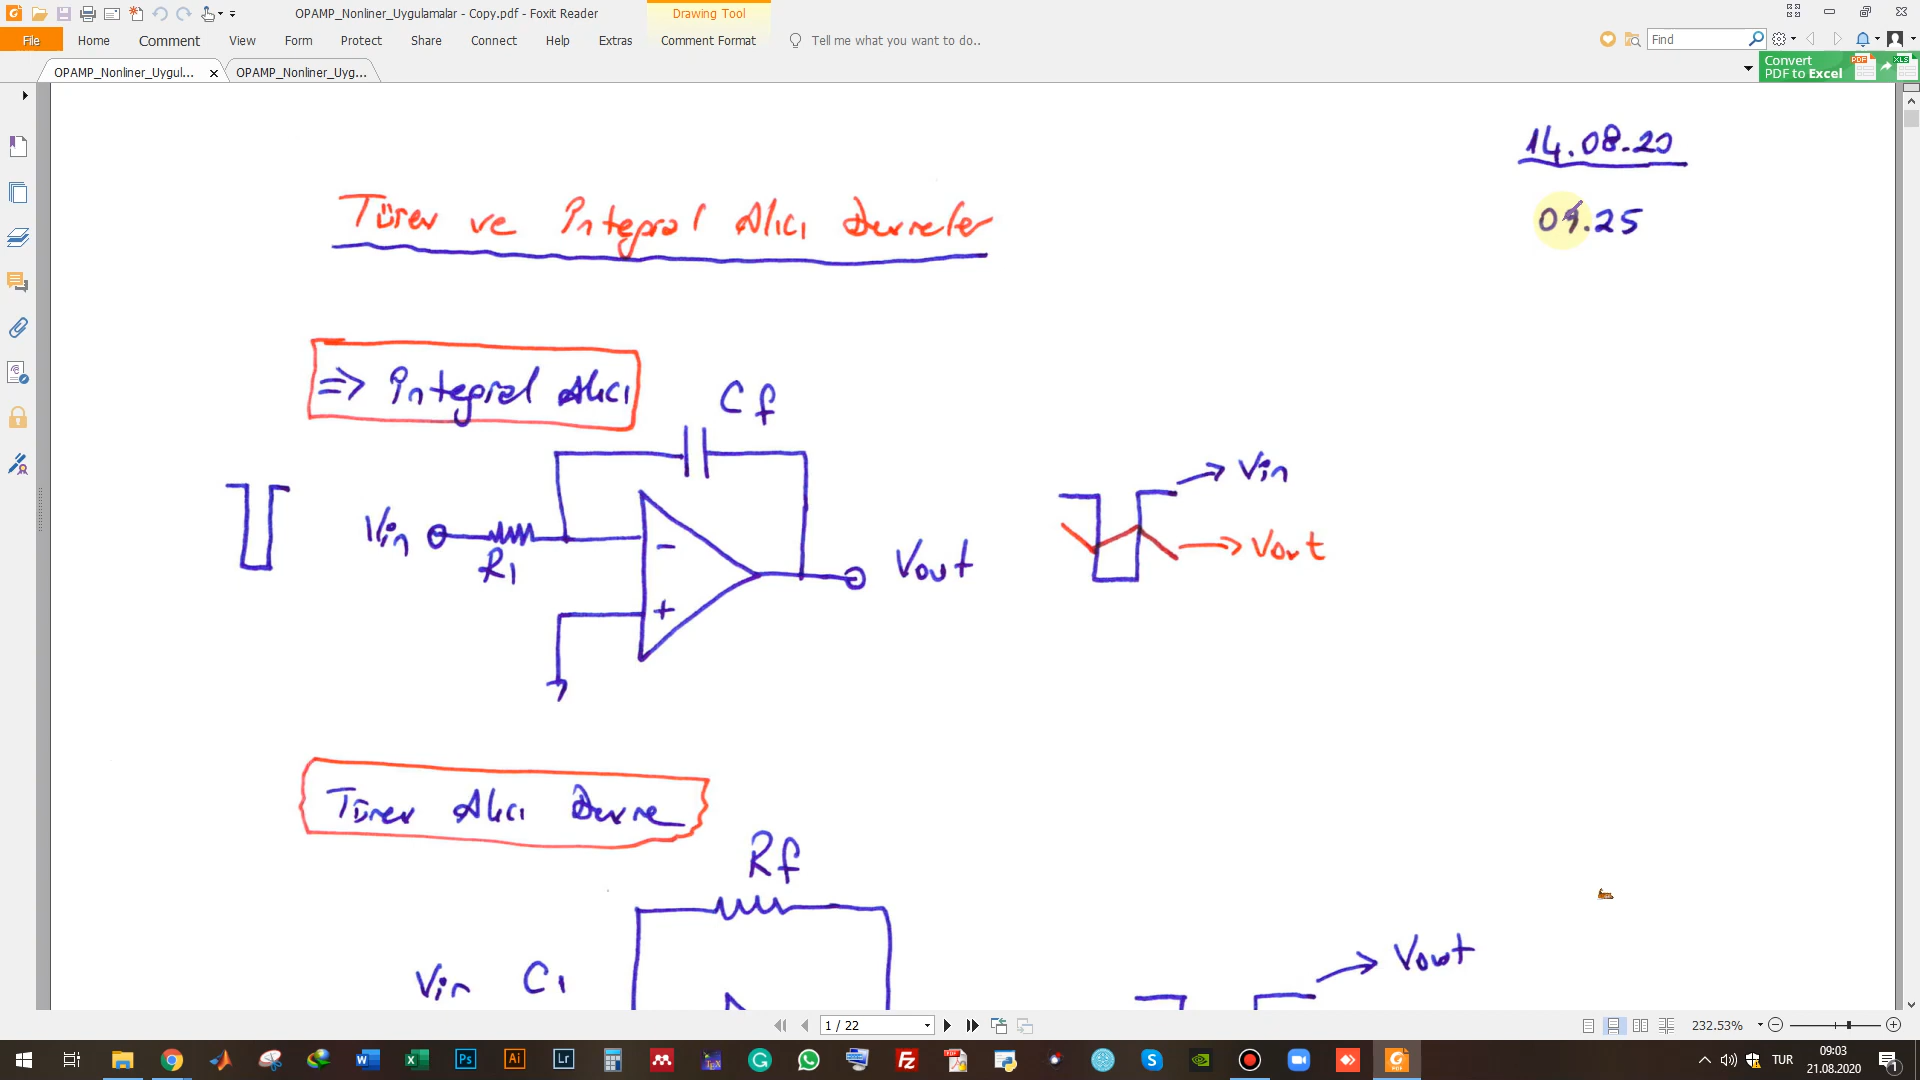 OPAMP_Nonliner_Uygulamalar - Copy.pdf - Foxit Reader
Drawing Tool
File Home Comment View Form Protect Share Connect Help Extras Comment Format Tell me what you want to do.. Find
OPAMP_Nonliner_Uygul... OPAMP_Nonliner_Uyg...
Convert
PDF to Excel
14.08.20
09.25
Türev ve İntegral Alıcı Devreler
=> İntegral Alıcı
Cf
Vin
R1
-
+
Vout
Vin
Vout
Türev Alıcı Devre
Rf
Vin C1
Vout
1 / 22
232.53%
TUR
09:03
21.08.2020